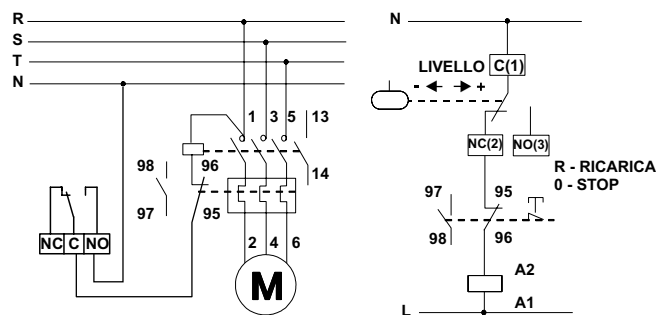 R
S
T
N
1 3 5 13
98 96
14
97 95
NC C NO
2 4 6
M
N
LIVELLO C(1)
- +
NC(2) NO(3)
R - RICARICA
0 - STOP
97 95
98 96
A2
L A1